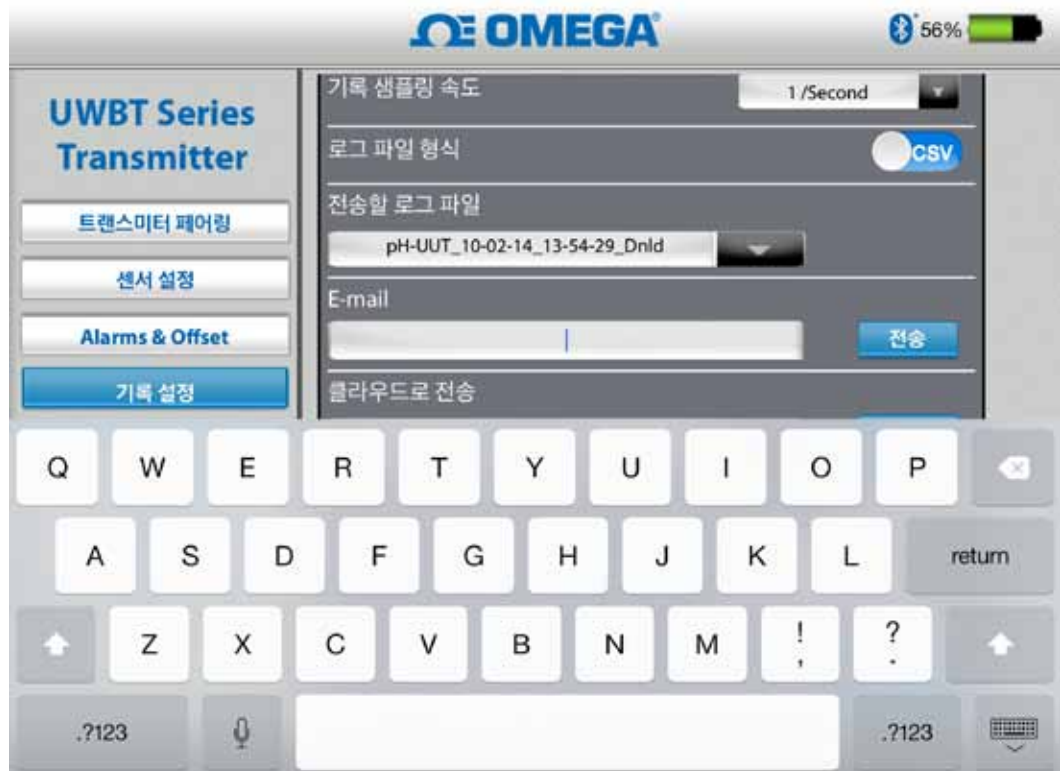 OMEGA
56%
UWBT Series
Transmitter
트랜스미터 페어링
센서 설정
Alarms & Offset
기록 설정
기록 샘플링 속도
1 /Second
로그 파일 형식
CSV
전송할 로그 파일
pH-UUT_10-02-14_13-54-29_Dnld
E-mail
전송
클라우드로 전송
Q W E R T Y U I O P
A S D F G H J K L return
Z X C V B N M ! , ? .
.?123 .?123